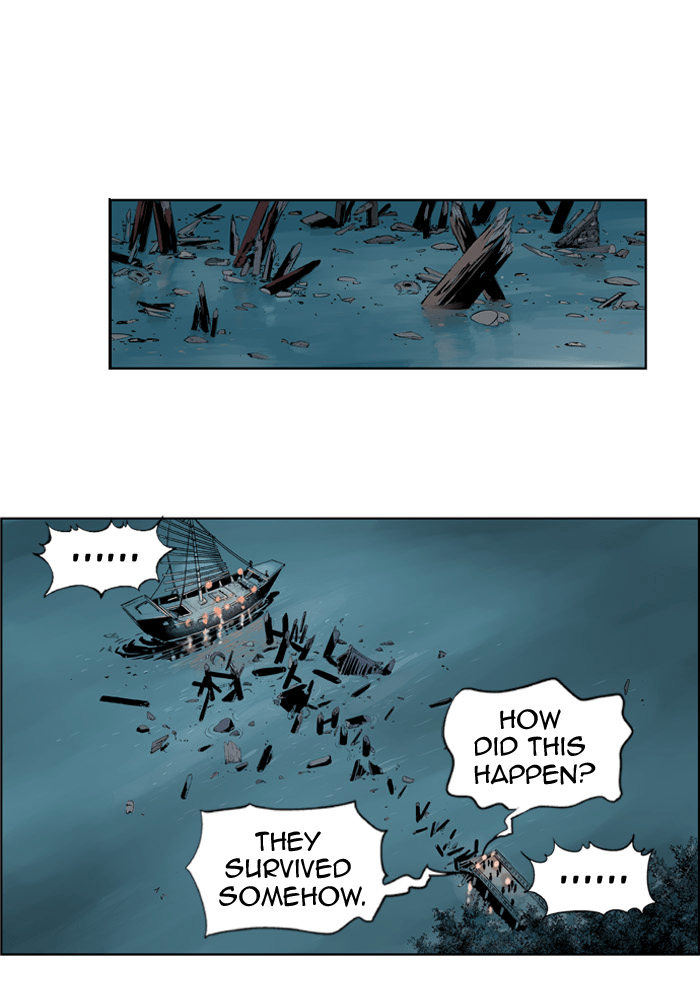 ......
HOW
DID THIS
HAPPEN?
THEY
SURVIVED
SOMEHOW.
......